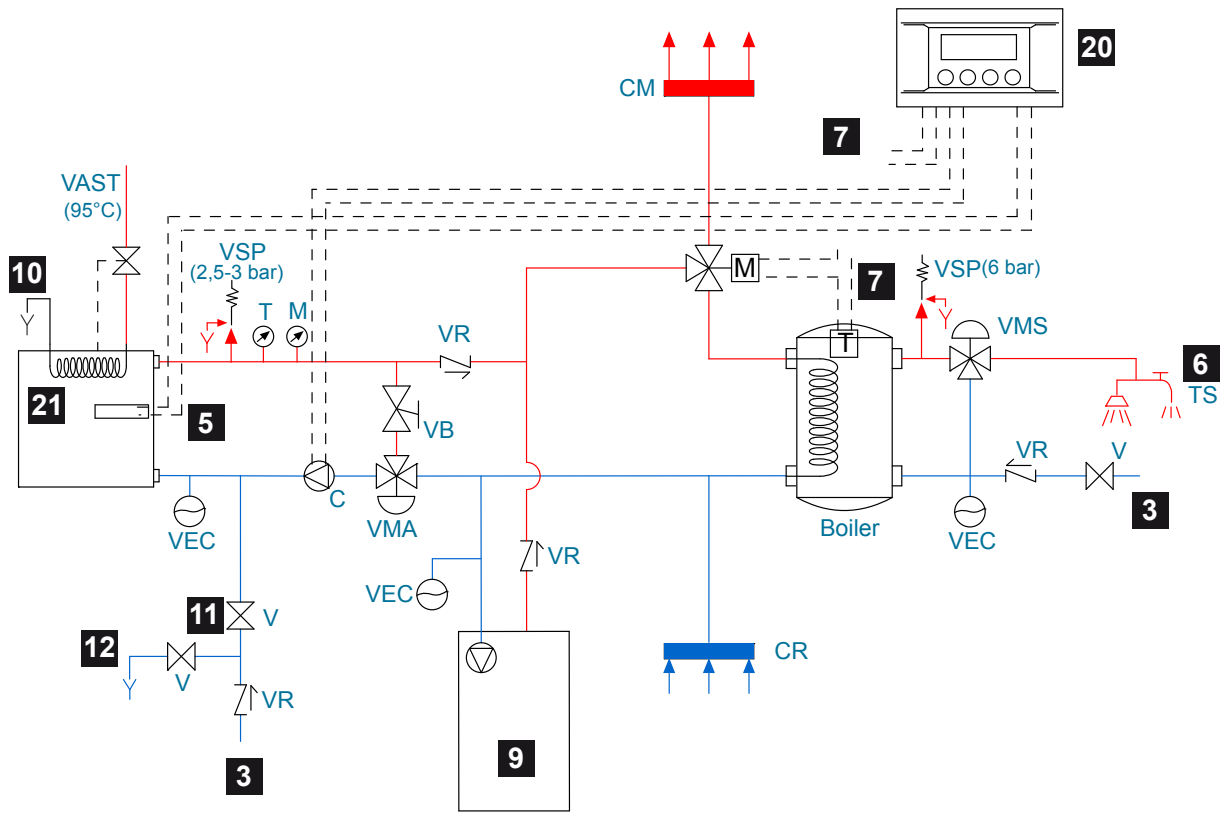 CM
20
7
VAST
(95°C)
VSP
(2,5-3 bar)
10
T
M
VR
M
7
VSP (6 bar)
VMS
T
6
TS
21
5
VB
VR
V
C
VMA
Boiler
3
VEC
VEC
VR
VEC
11
V
12
V
VR
CR
9
3